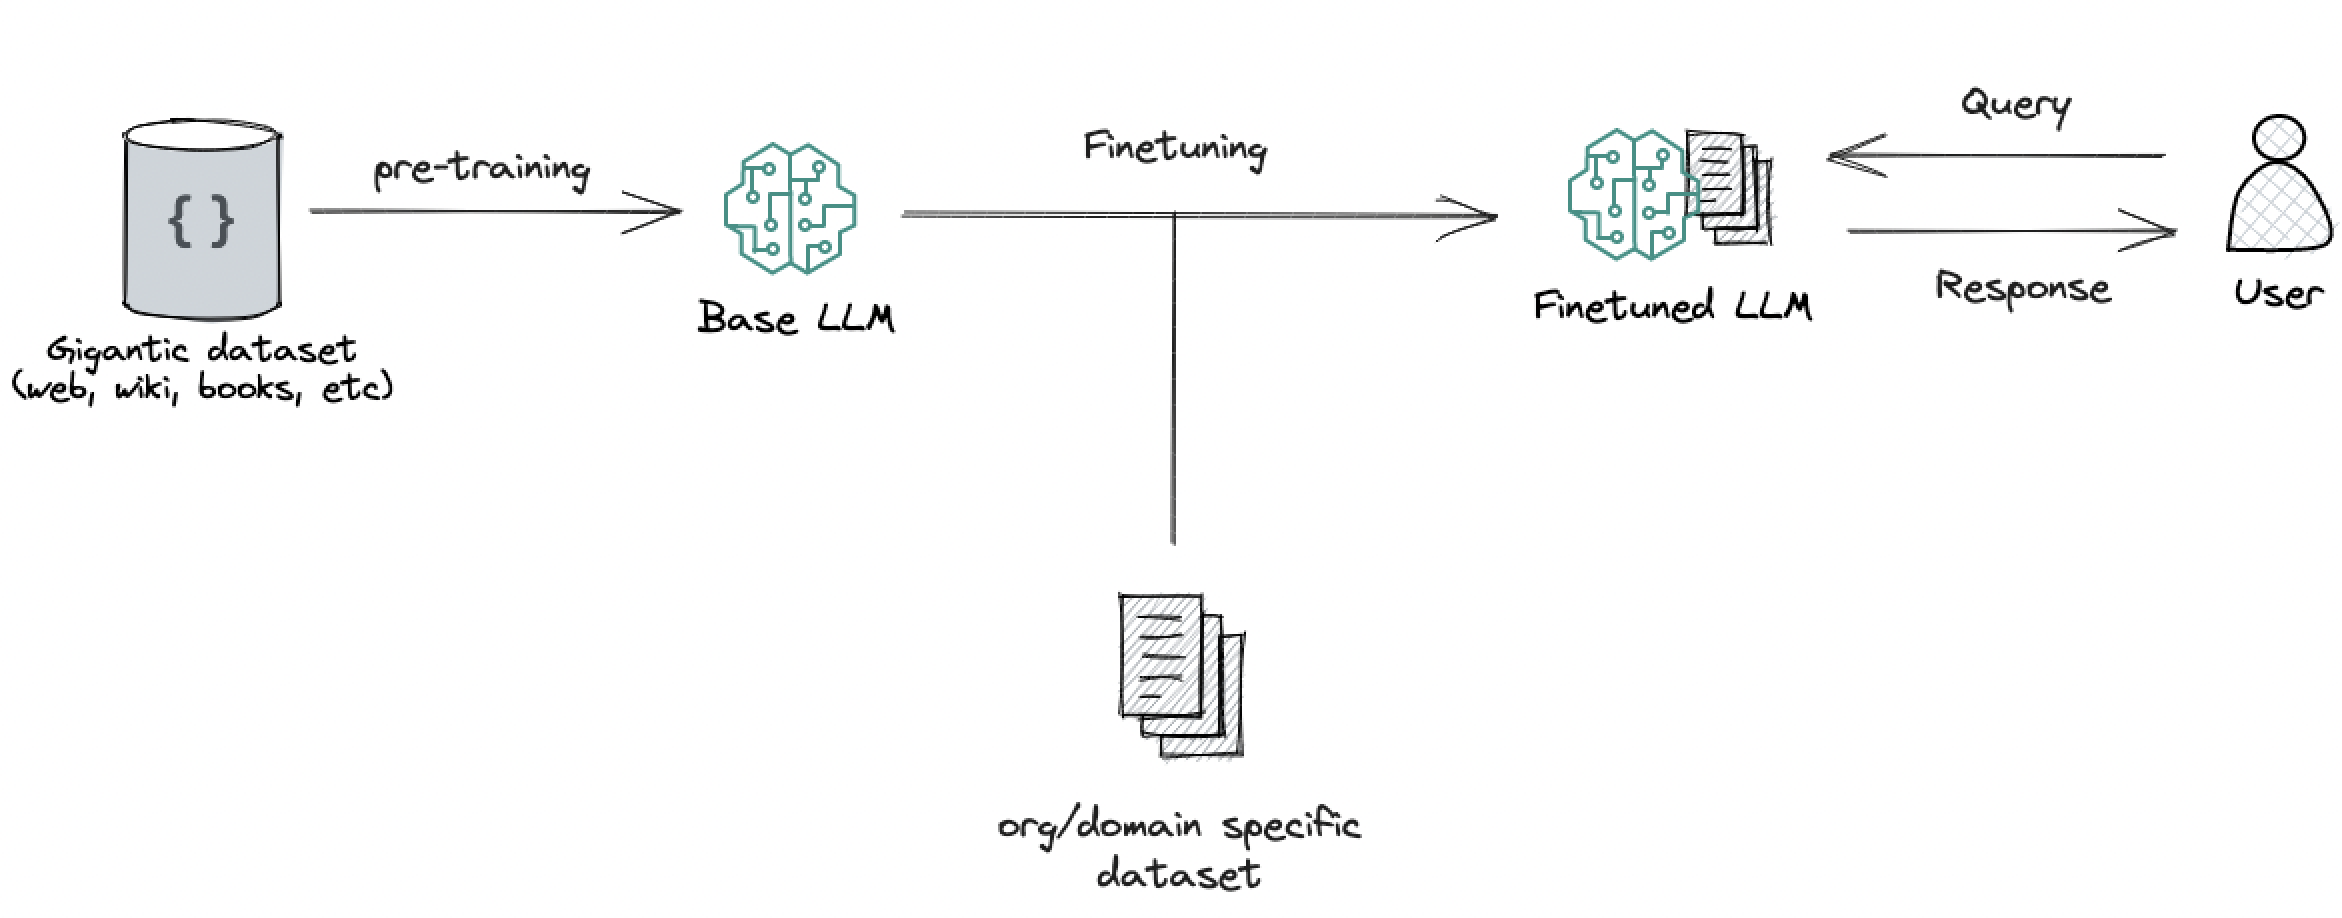 { }
Gigantic dataset
(web, wiki, books, etc)
pre-training
Base LLM
Finetuning
org/domain specific
dataset
Finetuned LLM
Query
Response
User